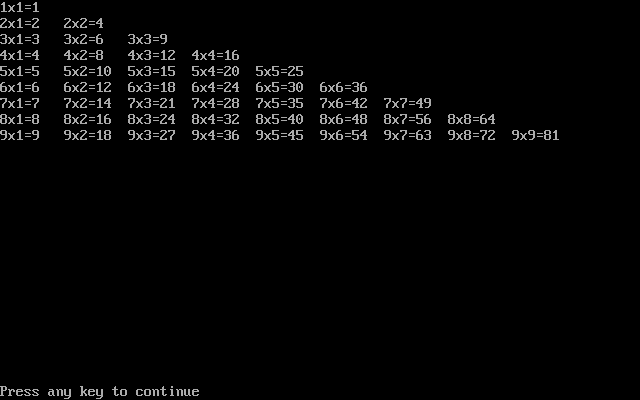 1x1=1
2x1=2   2x2=4
3x1=3   3x2=6   3x3=9
4x1=4   4x2=8   4x3=12  4x4=16
5x1=5   5x2=10  5x3=15  5x4=20  5x5=25
6x1=6   6x2=12  6x3=18  6x4=24  6x5=30  6x6=36
7x1=7   7x2=14  7x3=21  7x4=28  7x5=35  7x6=42  7x7=49
8x1=8   8x2=16  8x3=24  8x4=32  8x5=40  8x6=48  8x7=56  8x8=64
9x1=9   9x2=18  9x3=27  9x4=36  9x5=45  9x6=54  9x7=63  9x8=72  9x9=81
Press any key to continue